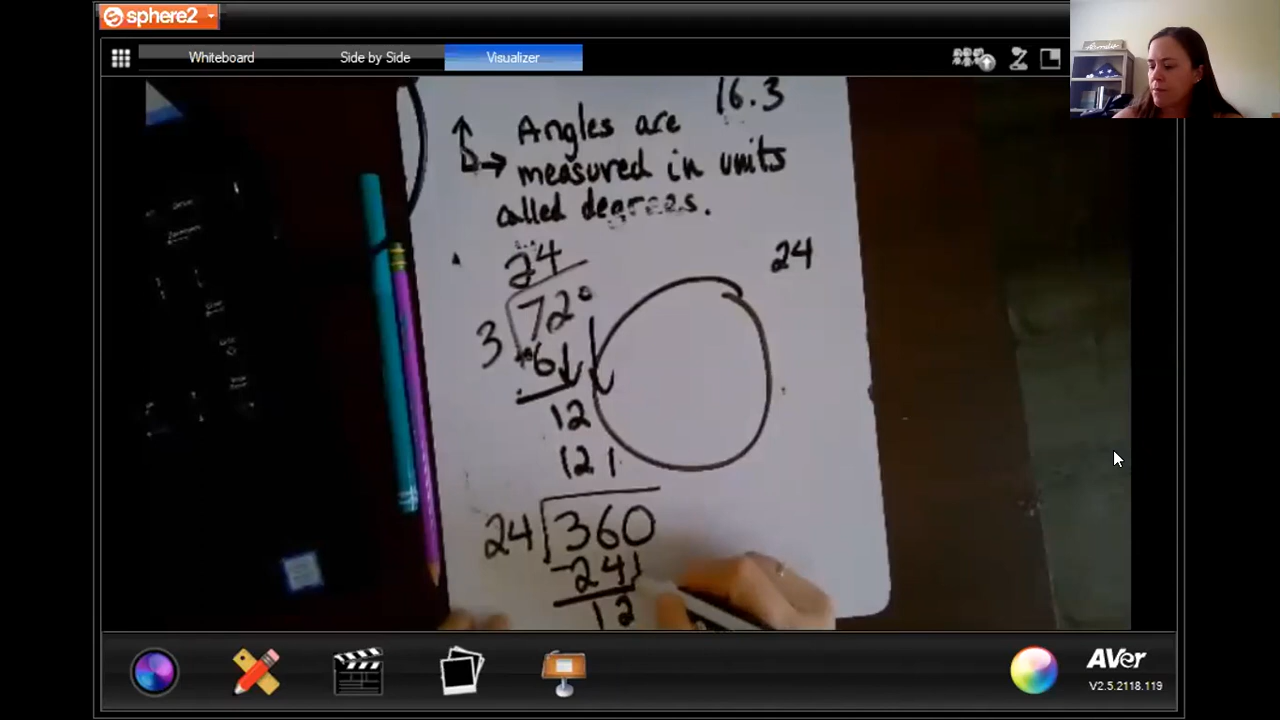 sphere2
Whiteboard Side by Side Visualizer
16.3
Angles are
measured in units
called degrees.
24
24
3 72°
6
12
12
1
24 360
-24
12
AVer
V2.5.2118.119